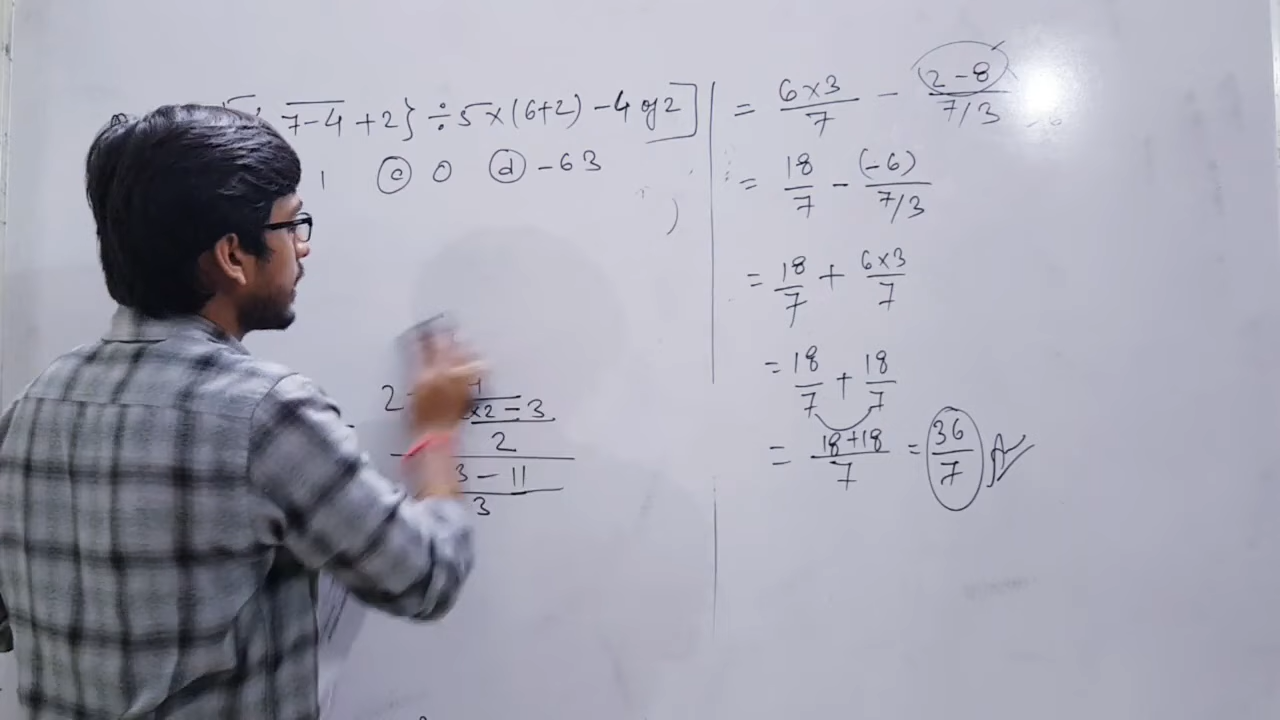 7-4 + 2} ÷ 5 × (6+2) - 4 of 2]
1 (c) 0 (d) -63
2
×2 - 3
2
3 - 11
3
= 6×3/7 - 2-8/7/3
= 18/7 - (-6)/7/3
= 18/7 + 6×3/7
= 18/7 + 18/7
= 18+18/7 = 36/7 A